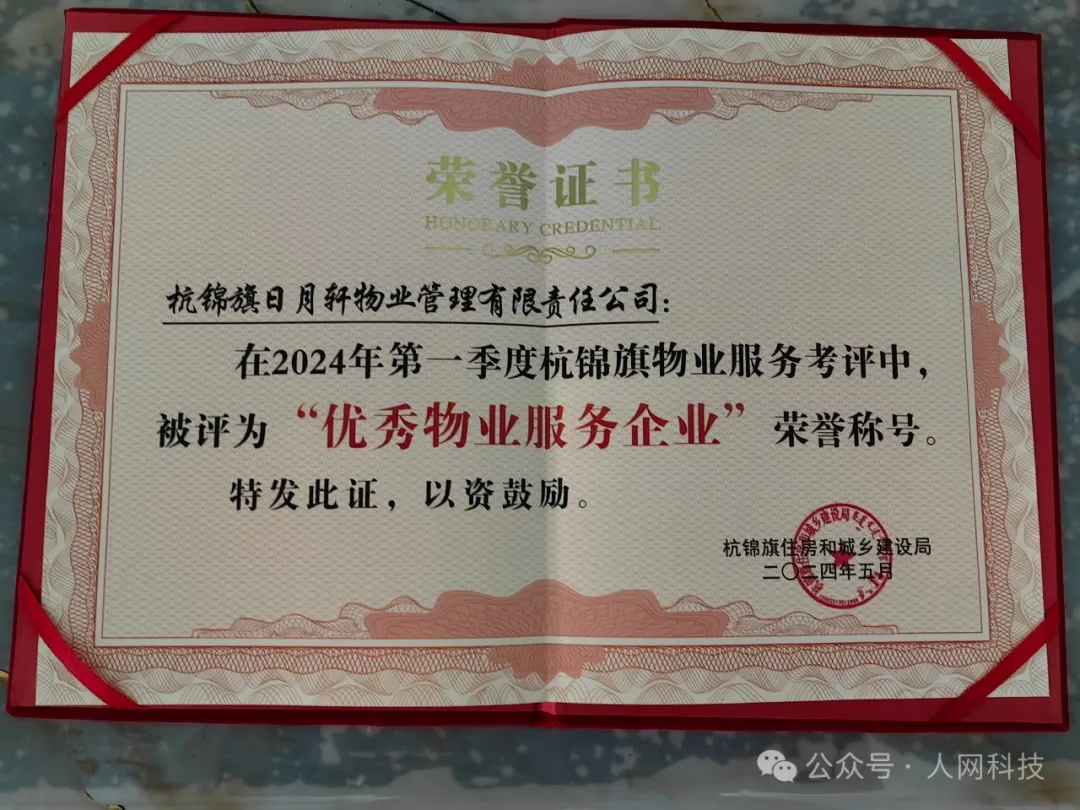 荣誉证书
HONORARY CREDENTIAL
杭锦旗日月轩物业管理有限责任公司：
在2024年第一季度杭锦旗物业服务考评中，
被评为“优秀物业服务企业”荣誉称号。
特发此证，以资鼓励。
杭锦旗住房和城乡建设局
二〇二四年五月
公众号·人网科技